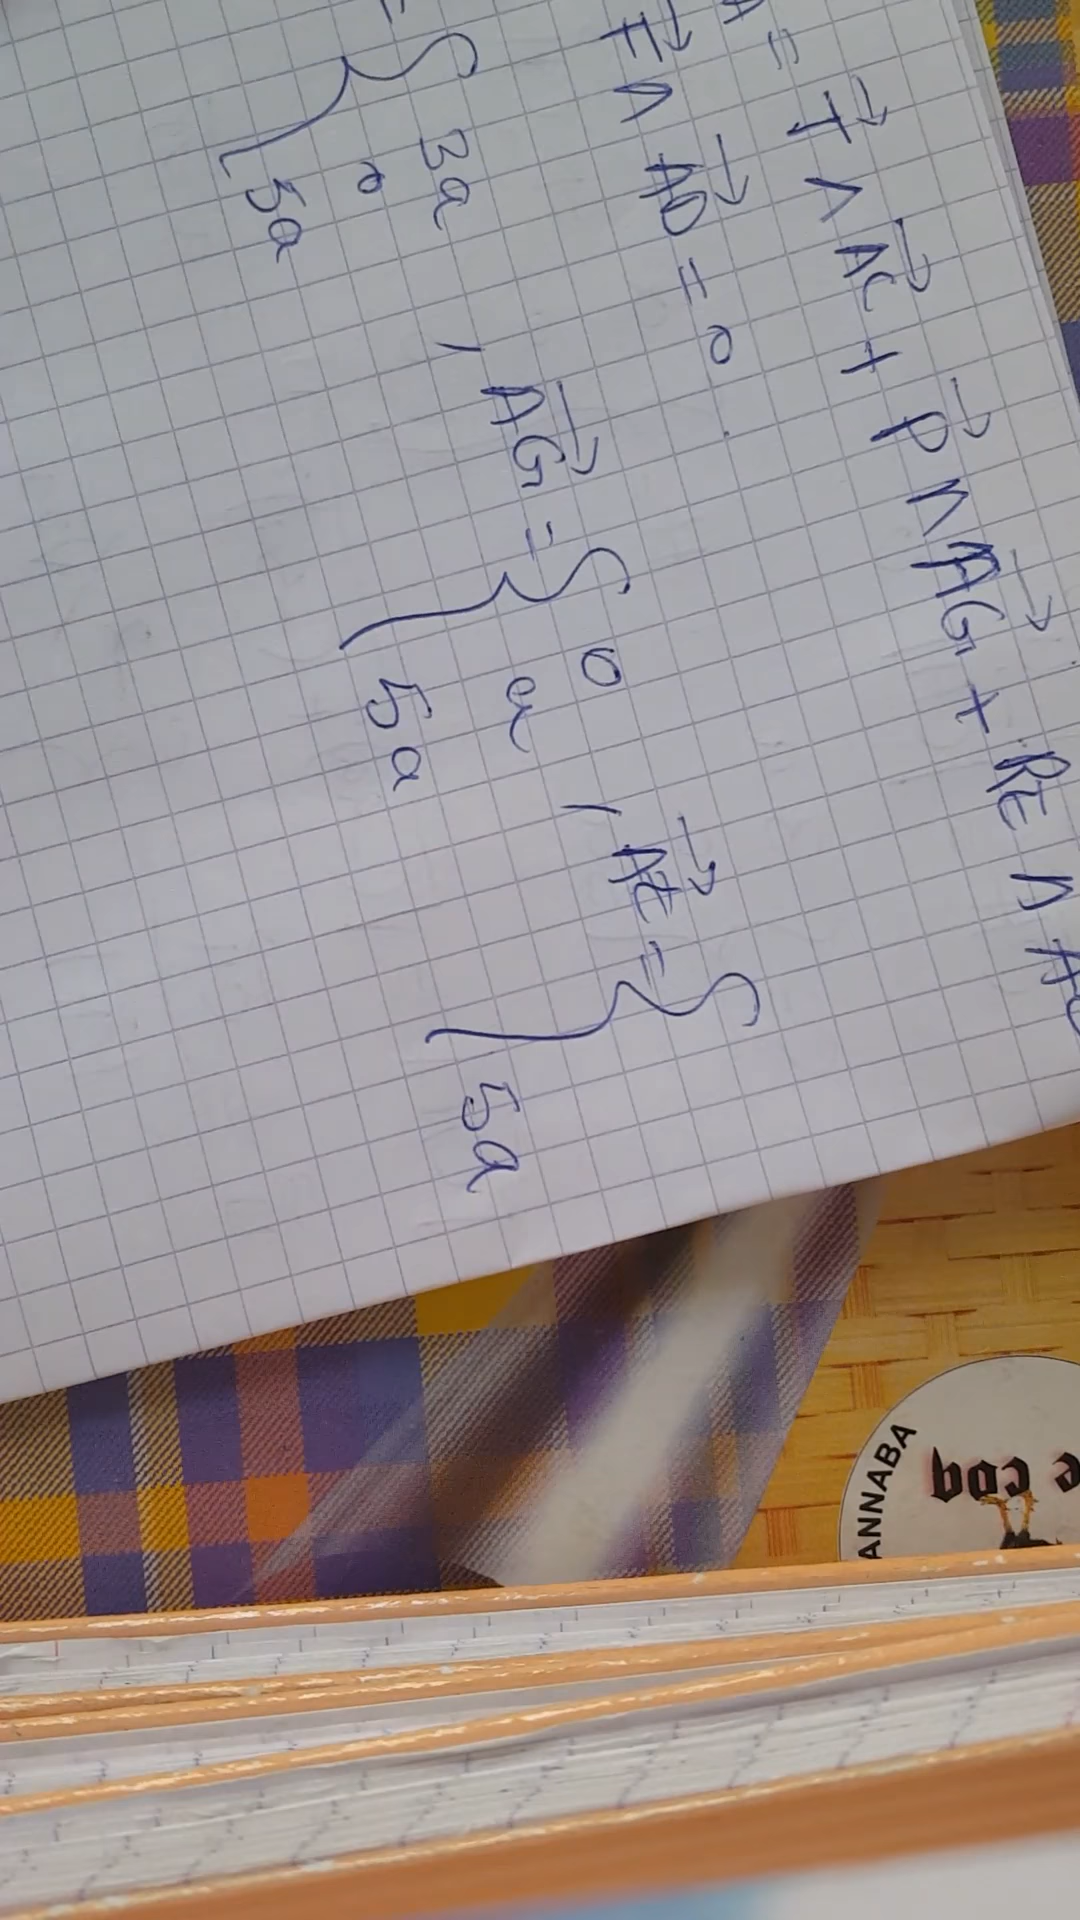 = T⃗ ∧ AC⃗ + P⃗ ∧ AG⃗ + RE ∧
F⃗ ∧ AD⃗ = 0
{ 3a , AG⃗ = { 0 , AE⃗ = {
0 a
5a 5a 5a
ANNABA
e coq